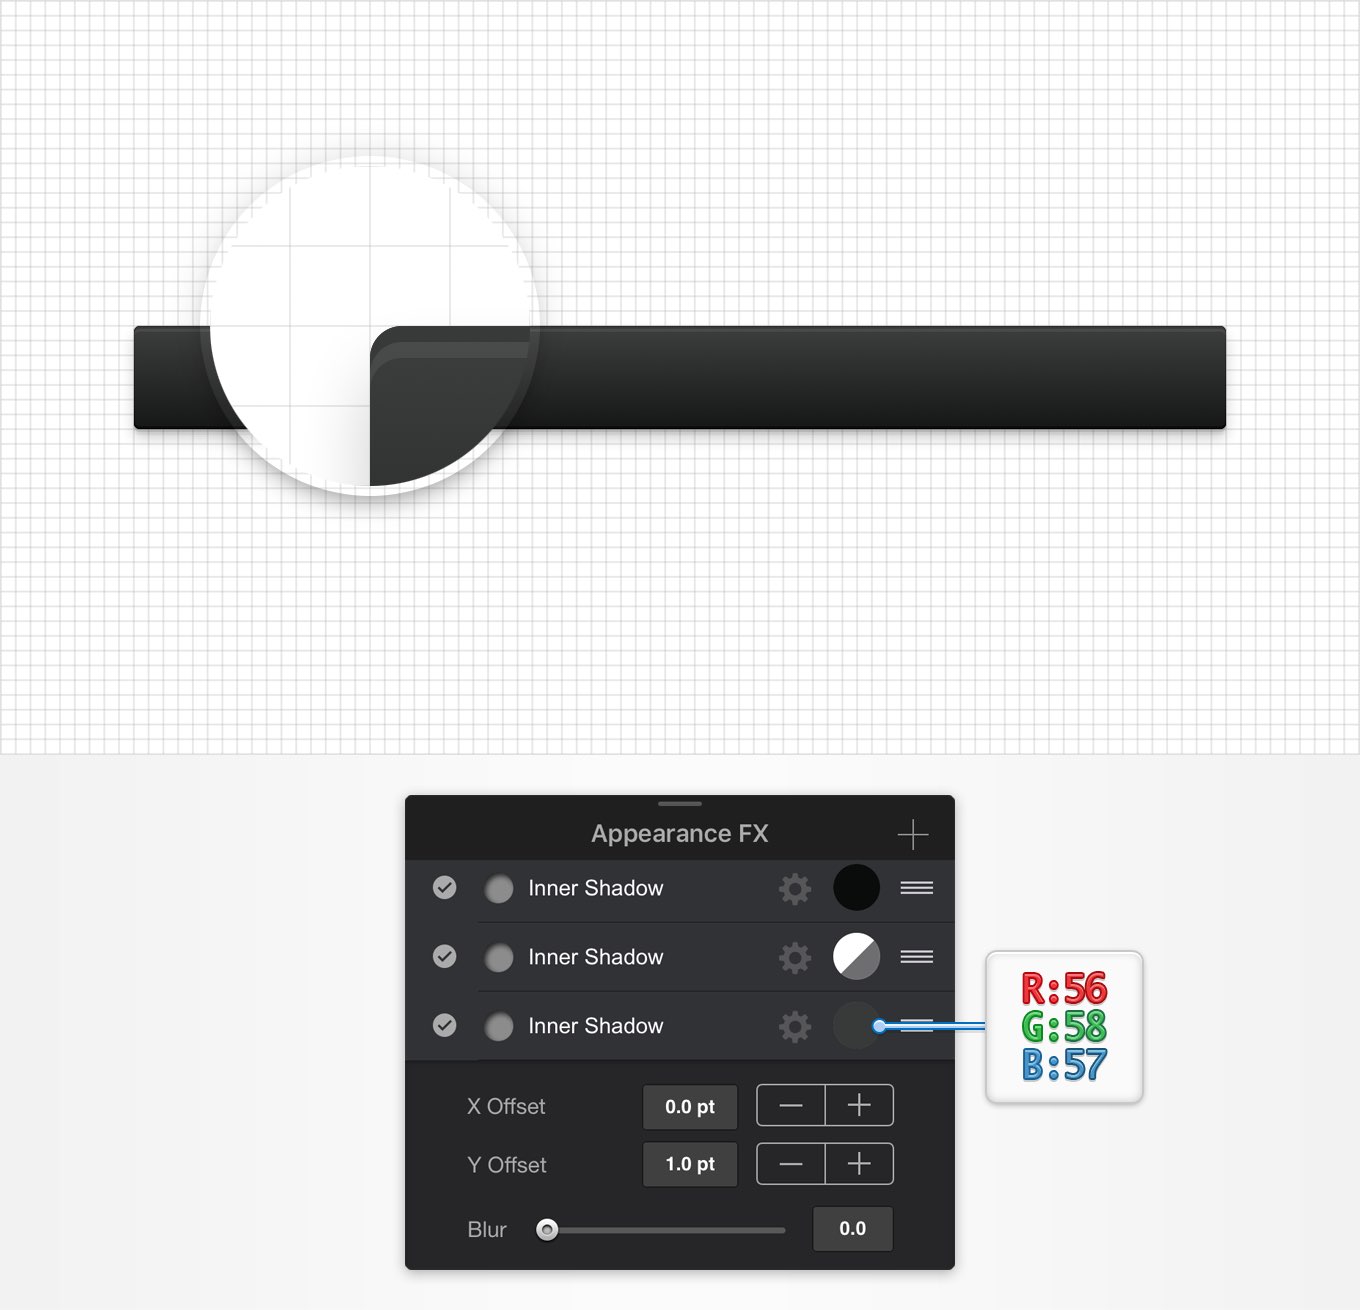 Appearance FX
Inner Shadow
Inner Shadow
Inner Shadow
R:56
G:58
B:57
X Offset 0.0 pt
Y Offset 1.0 pt
Blur 0.0